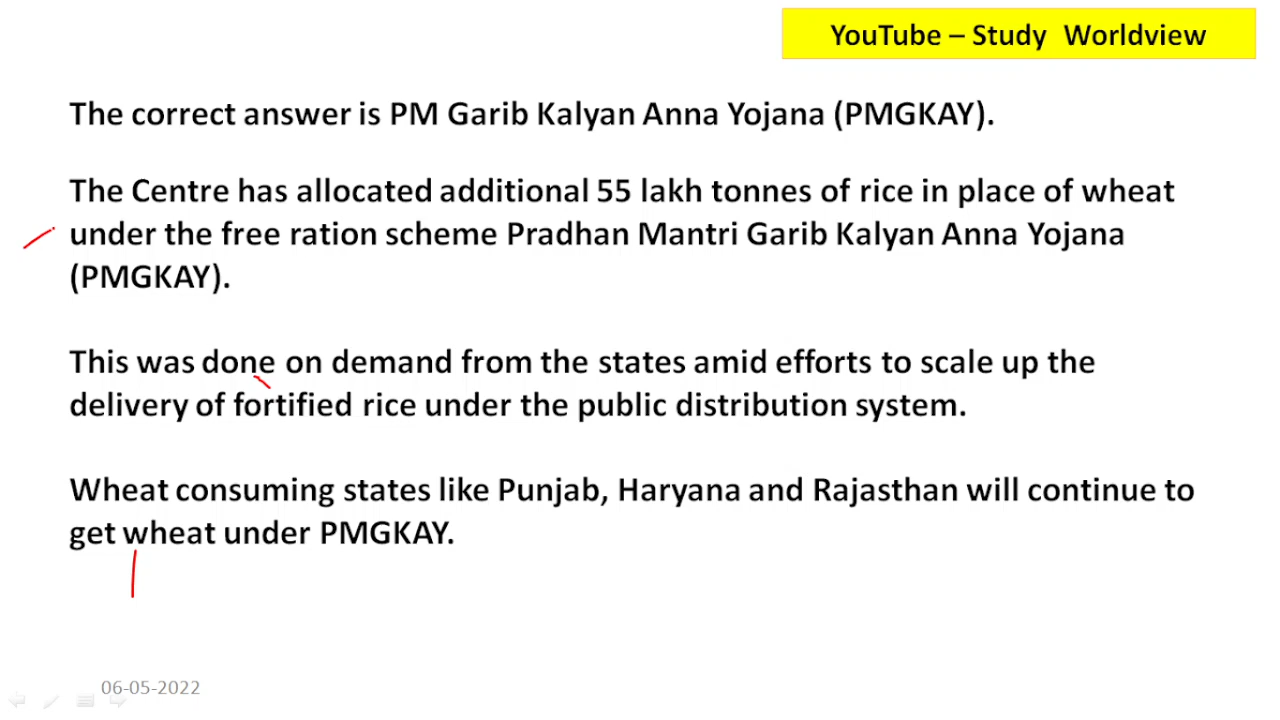 YouTube – Study Worldview
The correct answer is PM Garib Kalyan Anna Yojana (PMGKAY).
The Centre has allocated additional 55 lakh tonnes of rice in place of wheat
under the free ration scheme Pradhan Mantri Garib Kalyan Anna Yojana
(PMGKAY).
This was done on demand from the states amid efforts to scale up the
delivery of fortified rice under the public distribution system.
Wheat consuming states like Punjab, Haryana and Rajasthan will continue to
get wheat under PMGKAY.
06-05-2022